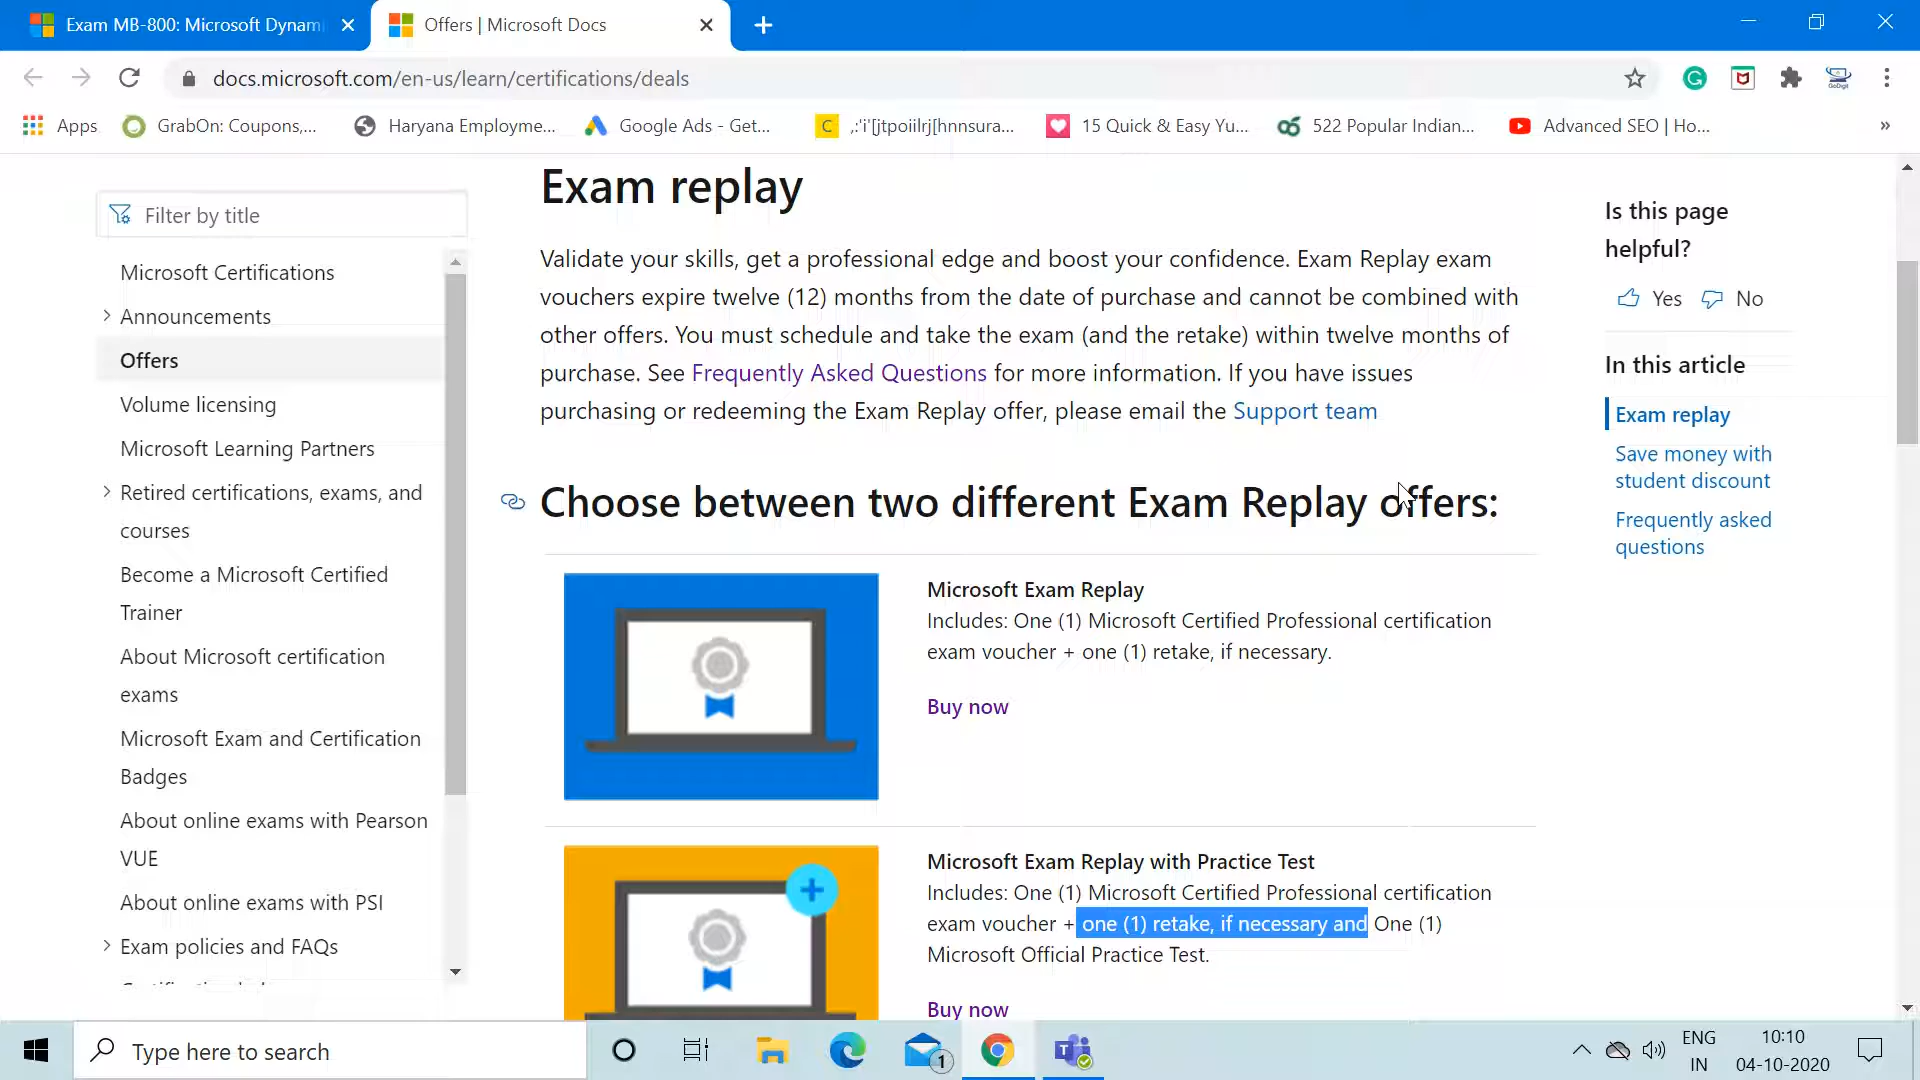 Exam MB-800: Microsoft Dynam
Offers | Microsoft Docs
docs.microsoft.com/en-us/learn/certifications/deals
Apps
GrabOn: Coupons,...
Haryana Employme...
Google Ads - Get...
,:'i'[jtpoiilrj[hnnsura...
15 Quick & Easy Yu...
522 Popular Indian...
Advanced SEO | Ho...
»
Filter by title
Microsoft Certifications
Announcements
Offers
Volume licensing
Microsoft Learning Partners
Retired certifications, exams, and
courses
Become a Microsoft Certified
Trainer
About Microsoft certification
exams
Microsoft Exam and Certification
Badges
About online exams with Pearson
VUE
About online exams with PSI
Exam policies and FAQs
Exam replay
Validate your skills, get a professional edge and boost your confidence. Exam Replay exam
vouchers expire twelve (12) months from the date of purchase and cannot be combined with
other offers. You must schedule and take the exam (and the retake) within twelve months of
purchase. See Frequently Asked Questions for more information. If you have issues
purchasing or redeeming the Exam Replay offer, please email the Support team
Choose between two different Exam Replay offers:
Microsoft Exam Replay
Includes: One (1) Microsoft Certified Professional certification
exam voucher + one (1) retake, if necessary.
Buy now
Microsoft Exam Replay with Practice Test
Includes: One (1) Microsoft Certified Professional certification
exam voucher + one (1) retake, if necessary and One (1)
Microsoft Official Practice Test.
Buy now
Is this page
helpful?
Yes
No
In this article
Exam replay
Save money with
student discount
Frequently asked
questions
Type here to search
1
ENG
IN
10:10
04-10-2020